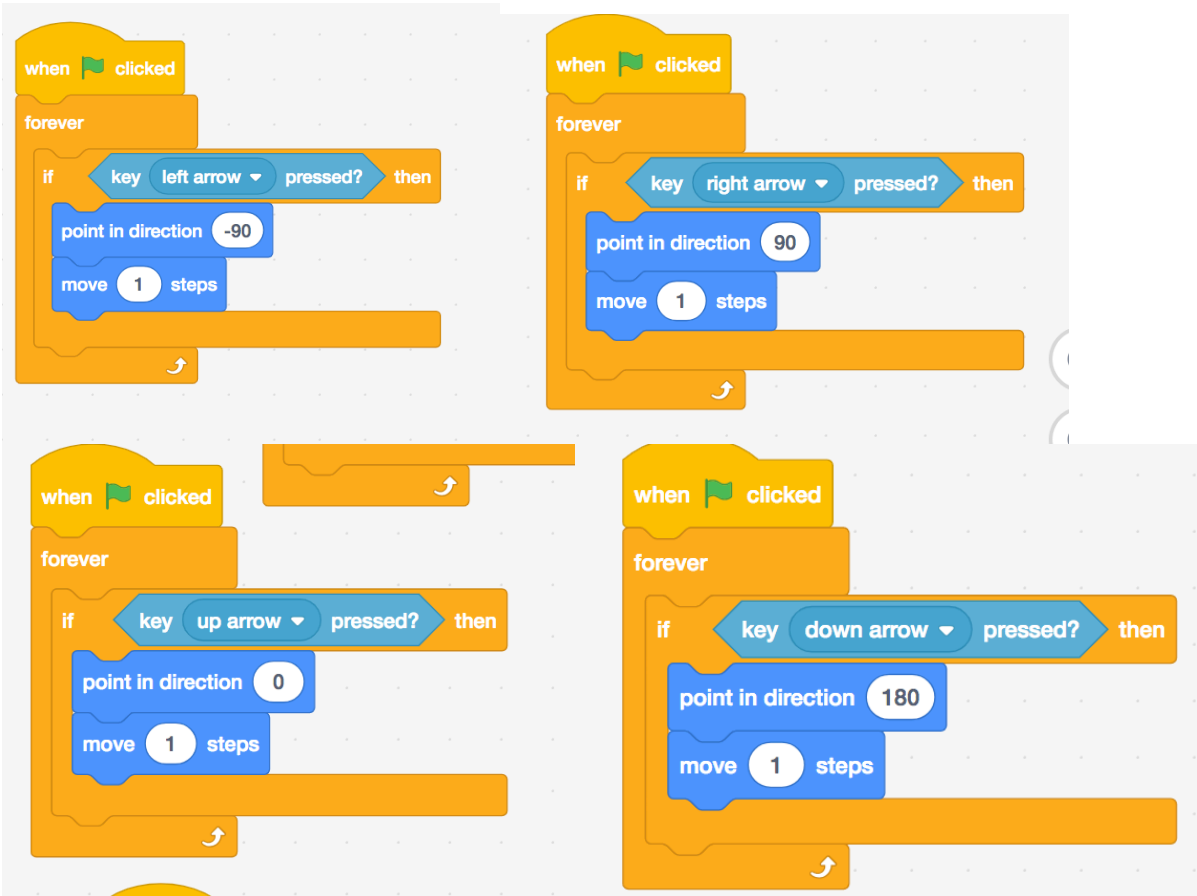 when clicked
forever
if key left arrow pressed? then
point in direction -90
move 1 steps
when clicked
forever
if key right arrow pressed? then
point in direction 90
move 1 steps
when clicked
forever
if key up arrow pressed? then
point in direction 0
move 1 steps
when clicked
forever
if key down arrow pressed? then
point in direction 180
move 1 steps